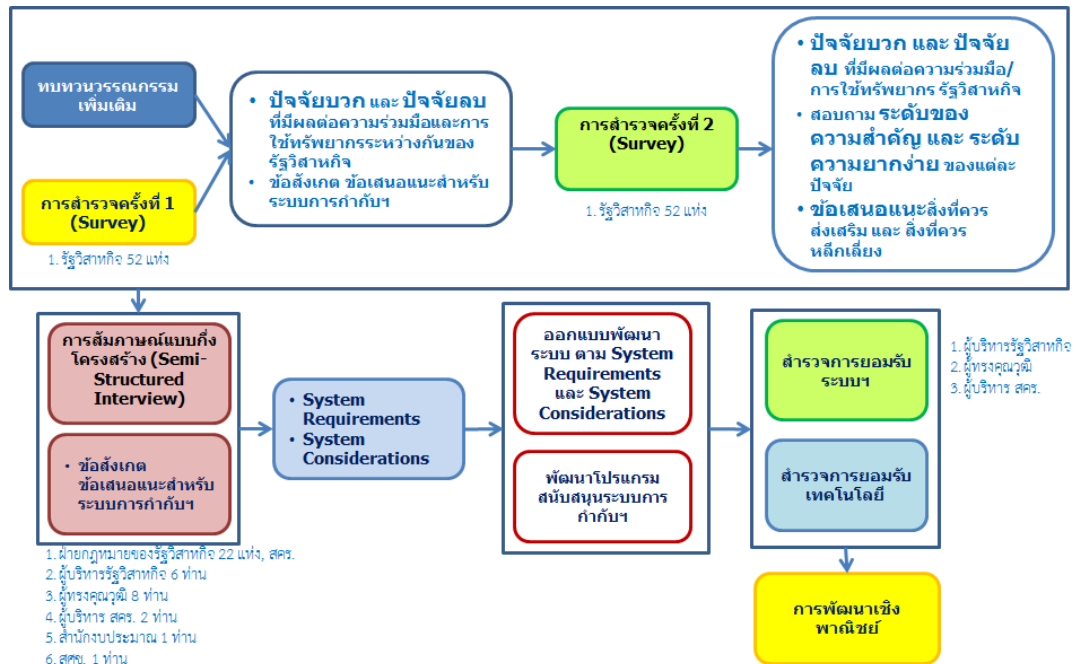 ทบทวนวรรณกรรม
เพิ่มเติม
การสำรวจครั้งที่ 1
(Survey)
1. รัฐวิสาหกิจ 52 แห่ง
• ปัจจัยบวก และ ปัจจัยลบ
ที่มีผลต่อความร่วมมือและการ
ใช้ทรัพยากรระหว่างกันของ
รัฐวิสาหกิจ
• ข้อสังเกต ข้อเสนอแนะสำหรับ
ระบบการกำกับฯ
การสำรวจครั้งที่ 2
(Survey)
1. รัฐวิสาหกิจ 52 แห่ง
• ปัจจัยบวก และ ปัจจัย
ลบ ที่มีผลต่อความร่วมมือ/
การใช้ทรัพยากร รัฐวิสาหกิจ
• สอบถาม ระดับของ
ความสำคัญ และ ระดับ
ความยากง่าย ของแต่ละ
ปัจจัย
• ข้อเสนอแนะสิ่งที่ควร
ส่งเสริม และ สิ่งที่ควร
หลีกเลี่ยง
การสัมภาษณ์แบบกึ่ง
โครงสร้าง (Semi-
Structured
Interview)
• ข้อสังเกต
ข้อเสนอแนะสำหรับ
ระบบการกำกับฯ
1. ฝ่ายกฎหมายของรัฐวิสาหกิจ 22 แห่ง, สคร.
2. ผู้บริหารรัฐวิสาหกิจ 6 ท่าน
3. ผู้ทรงคุณวุฒิ 8 ท่าน
4. ผู้บริหาร สคร. 2 ท่าน
5. สำนักงบประมาณ 1 ท่าน
6. สศช. 1 ท่าน
• System
Requirements
• System
Considerations
ออกแบบพัฒนา
ระบบ ตาม System
Requirements
และ System
Considerations
พัฒนาโปรแกรม
สนับสนุนระบบการ
กำกับฯ
สำรวจการยอมรับ
ระบบฯ
สำรวจการยอมรับ
เทคโนโลยี
1. ผู้บริหารรัฐวิสาหกิจ
2. ผู้ทรงคุณวุฒิ
3. ผู้บริหาร สคร.
การพัฒนาเชิง
พาณิชย์